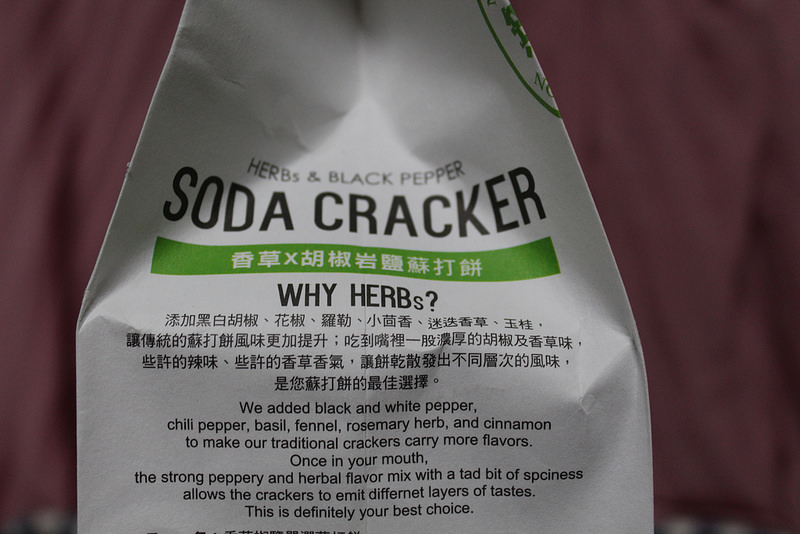 HERBs & BLACK PEPPER
SODA CRACKER
香草x胡椒岩鹽蘇打餅
WHY HERBs?
添加黑白胡椒、花椒、羅勒、小茴香、迷迭香草、玉桂，
讓傳統的蘇打餅風味更加提升；吃到嘴裡一股濃厚的胡椒及香草味，
些許的辣味、些許的香草香氣，讓餅乾散發出不同層次的風味，
是您蘇打餅的最佳選擇。
We added black and white pepper,
chili pepper, basil, fennel, rosemary herb, and cinnamon
to make our traditional crackers carry more flavors.
Once in your mouth,
the strong peppery and herbal flavor mix with a tad bit of spciness
allows the crackers to emit differnet layers of tastes.
This is definitely your best choice.